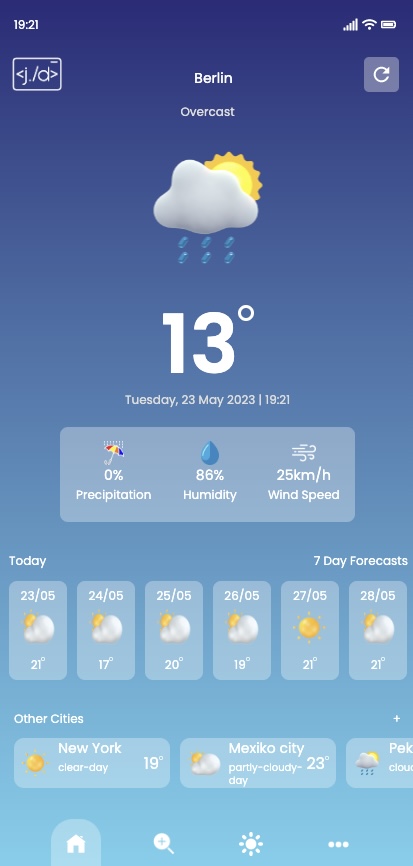 19:21
<j./d>
Berlin
Overcast
13°
Tuesday, 23 May 2023 | 19:21
0% 86% 25km/h
Precipitation Humidity Wind Speed
Today 7 Day Forecasts
23/05 24/05 25/05 26/05 27/05 28/05
21° 17° 20° 19° 21° 21°
Other Cities +
New York Mexiko city Pek
clear-day 19° partly-cloudy- 23° cloud
day